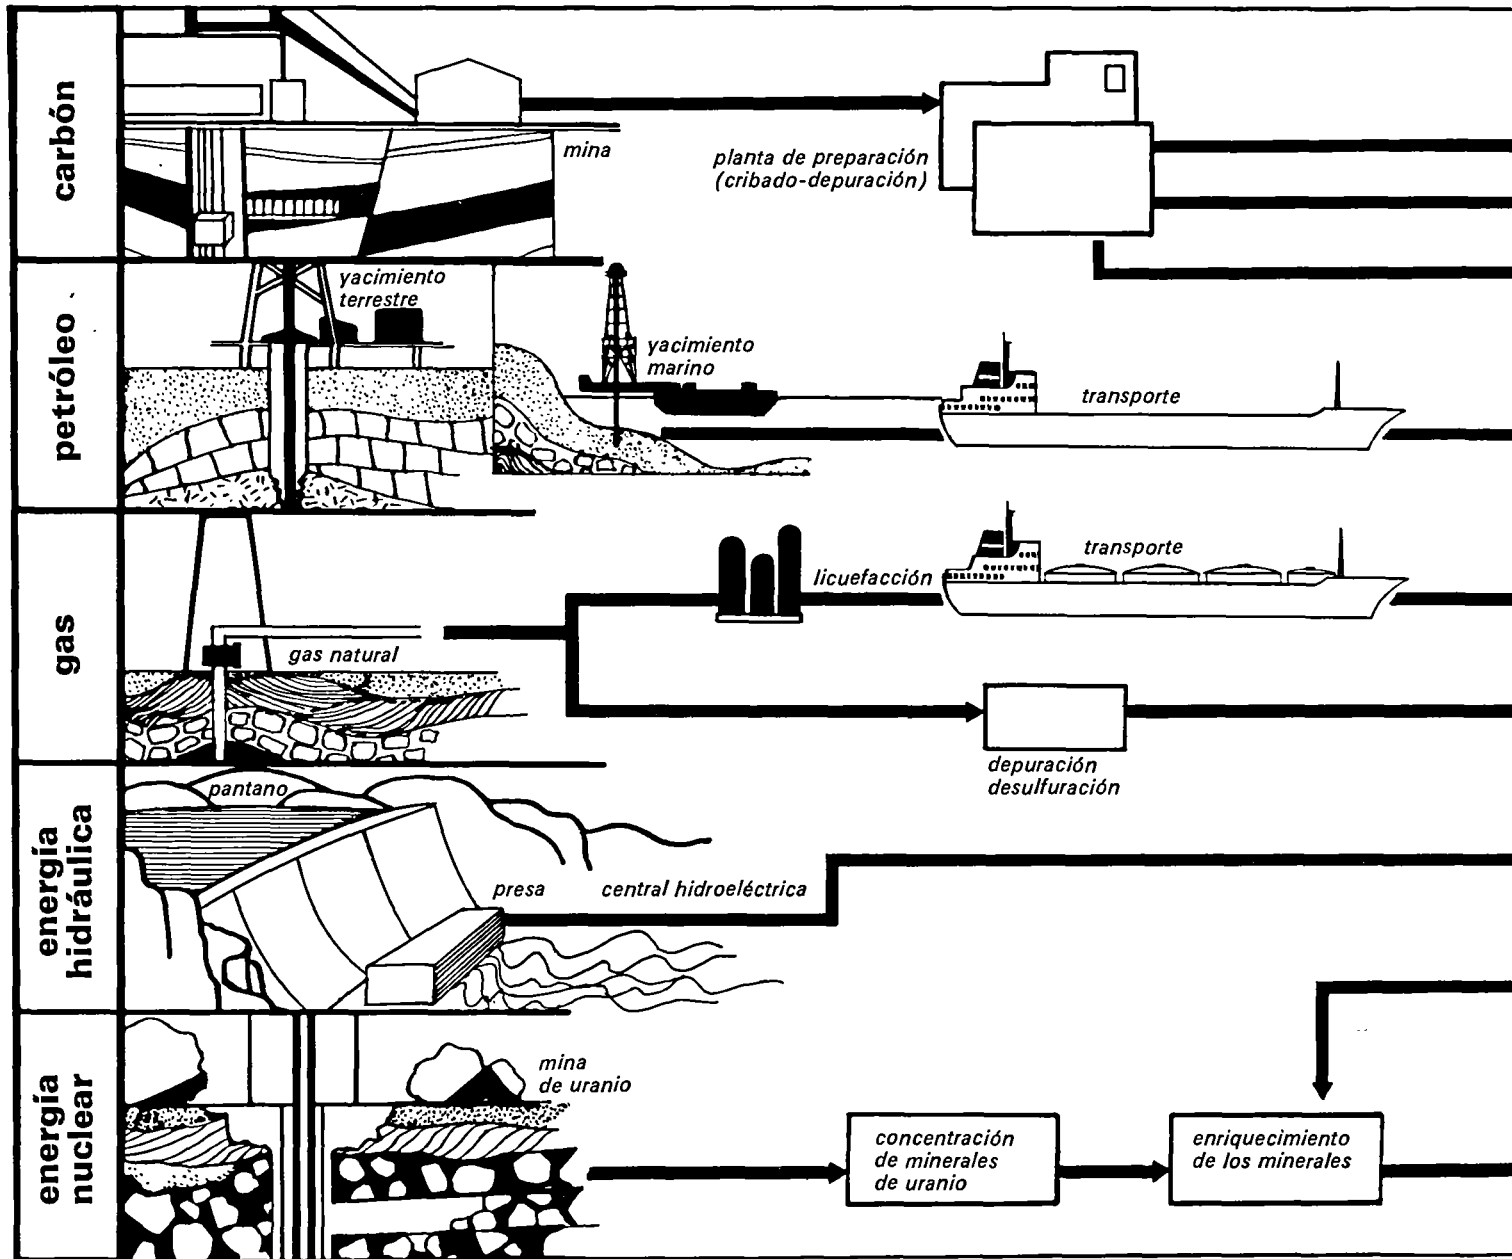 carbón
mina
planta de preparación
(cribado-depuración)
petróleo
yacimiento
terrestre
yacimiento
marino
transporte
gas
gas natural
licuefacción
transporte
depuración
desulfuración
energía
hidráulica
pantano
presa
central hidroeléctrica
energía
nuclear
mina
de uranio
concentración
de minerales
de uranio
enriquecimiento
de los minerales